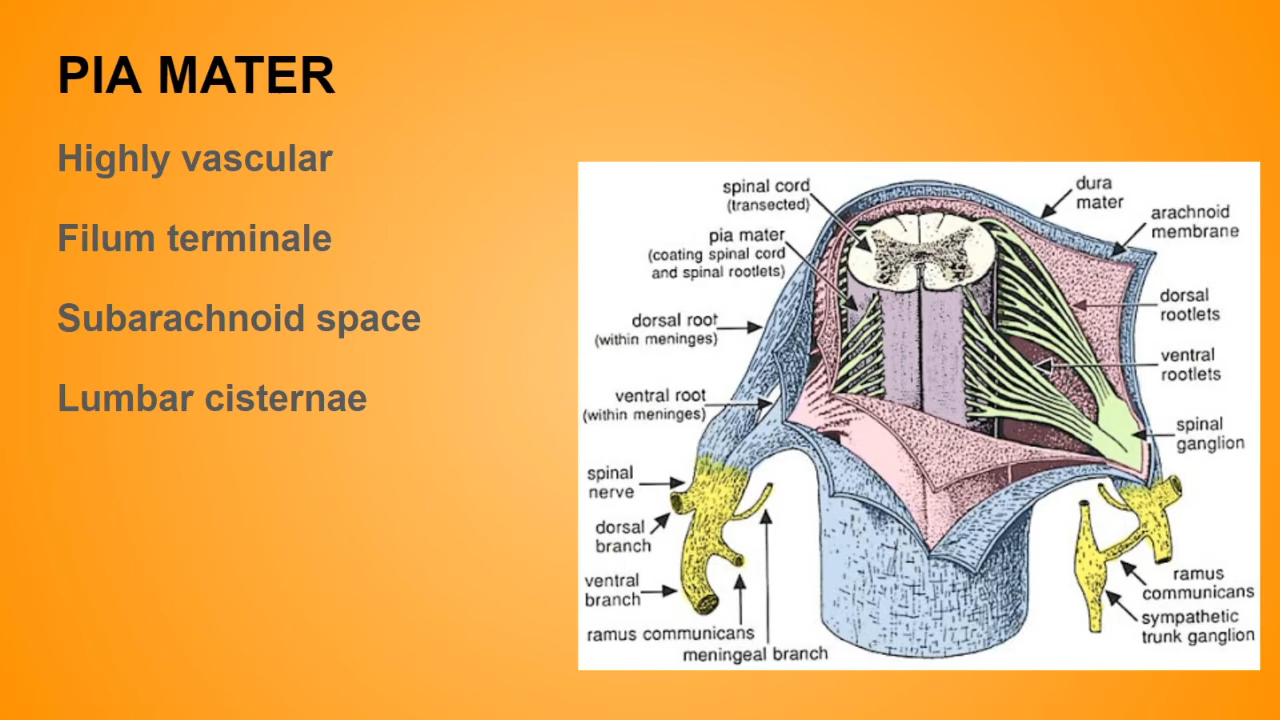 PIA MATER
Highly vascular
Filum terminale
Subarachnoid space
Lumbar cisternae
spinal cord
(transected)
pia mater
(coating spinal cord
and spinal rootlets)
dorsal root
(within meninges)
ventral root
(within meninges)
spinal
nerve
dorsal
branch
ventral
branch
ramus communicans
meningeal branch
dura
mater
arachnoid
membrane
dorsal
rootlets
ventral
rootlets
spinal
ganglion
ramus
communicans
sympathetic
trunk ganglion